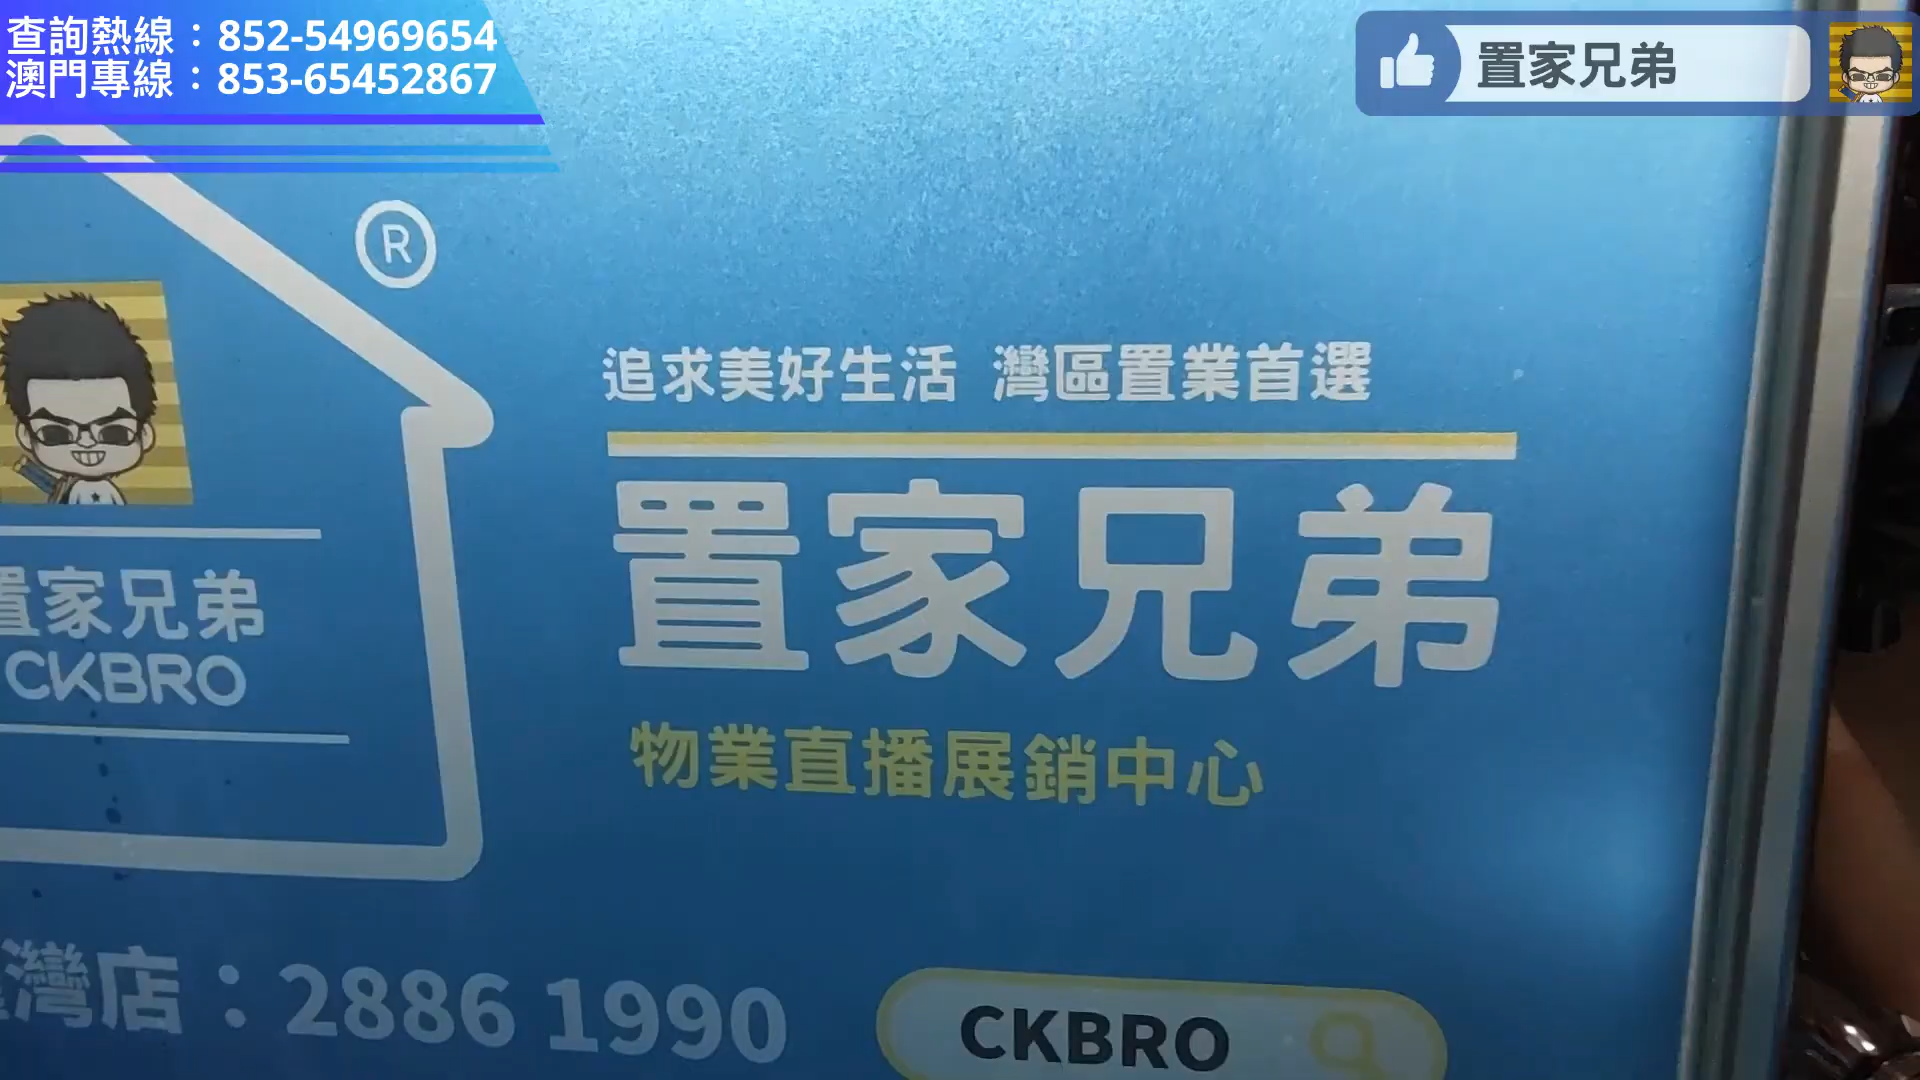 查詢熱線：852-54969654
澳門專線：853-65452867
置家兄弟
®
追求美好生活 灣區置業首選
置家兄弟
物業直播展銷中心
置家兄弟
CKBRO
灣店：2886 1990
CKBRO